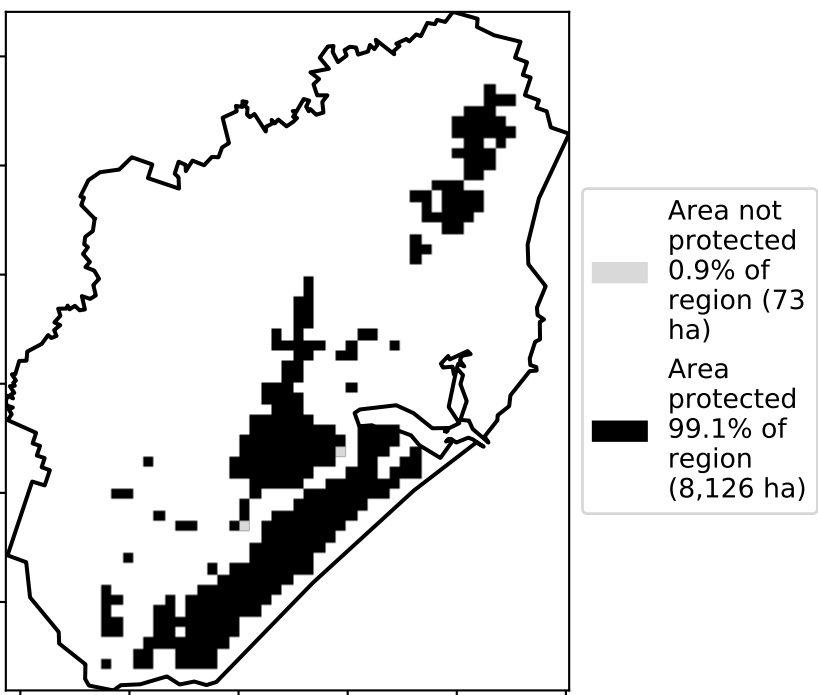 Area not
protected
0.9% of
region (73
ha)
Area
protected
99.1% of
region
(8,126 ha)